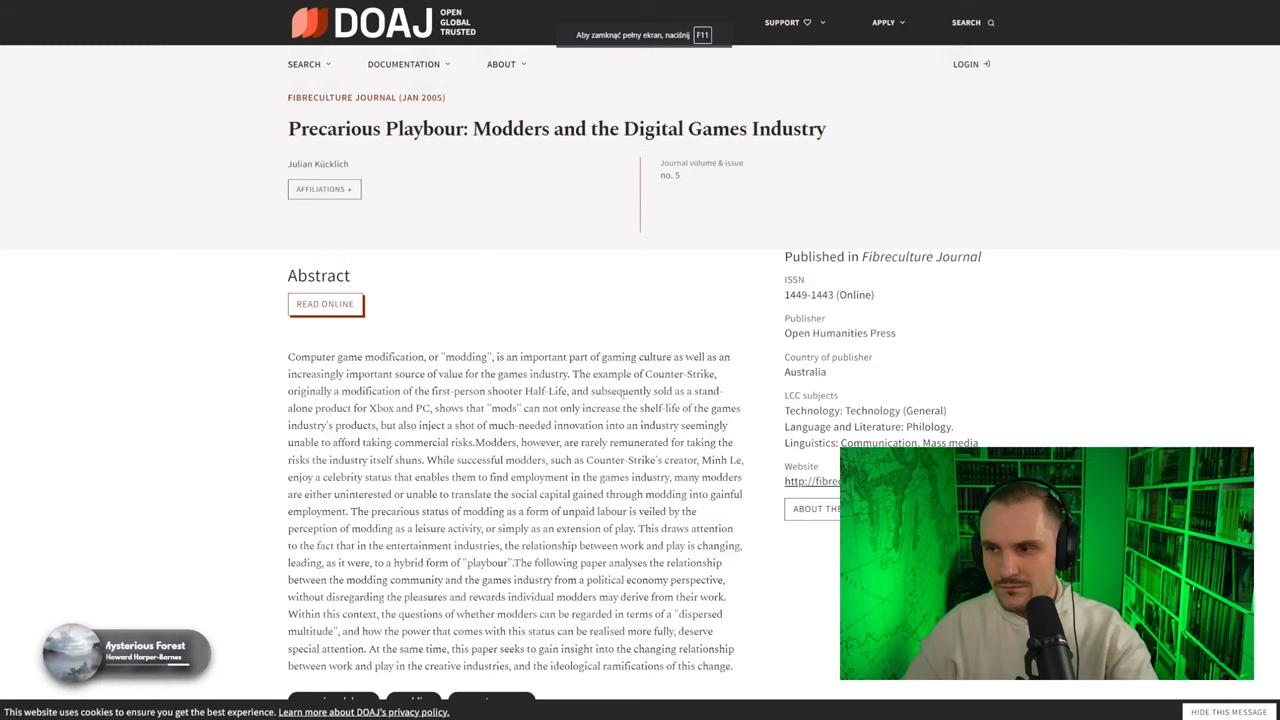 DOAJ
OPEN
GLOBAL
TRUSTED
Aby zamknąć pełny ekran, naciśnij F11
SUPPORT
APPLY
SEARCH
SEARCH
DOCUMENTATION
ABOUT
LOGIN
FIBRECULTURE JOURNAL (JAN 2005)
Precarious Playbour: Modders and the Digital Games Industry
Julian Kücklich
AFFILIATIONS +
Journal volume & issue
no. 5
Abstract
READ ONLINE
Computer game modification, or "modding", is an important part of gaming culture as well as an
increasingly important source of value for the games industry. The example of Counter-Strike,
originally a modification of the first-person shooter Half-Life, and subsequently sold as a stand-
alone product for Xbox and PC, shows that "mods" can not only increase the shelf-life of the games
industry's products, but also inject a shot of much-needed innovation into an industry seemingly
unable to afford taking commercial risks.Modders, however, are rarely remunerated for taking the
risks the industry itself shuns. While successful modders, such as Counter-Strike's creator, Minh Le,
enjoy a celebrity status that enables them to find employment in the games industry, many modders
are either uninterested or unable to translate the social capital gained through modding into gainful
employment. The precarious status of modding as a form of unpaid labour is veiled by the
perception of modding as a leisure activity, or simply as an extension of play. This draws attention
to the fact that in the entertainment industries, the relationship between work and play is changing,
leading, as it were, to a hybrid form of "playbour".The following paper analyses the relationship
between the modding community and the games industry from a political economy perspective,
without disregarding the pleasures and rewards individual modders may derive from their work.
Within this context, the questions of whether modders can be regarded in terms of a "dispersed
multitude", and how the power that comes with this status can be realised more fully, deserve
special attention. At the same time, this paper seeks to gain insight into the changing relationship
between work and play in the creative industries, and the ideological ramifications of this change.
Published in Fibreculture Journal
ISSN
1449-1443 (Online)
Publisher
Open Humanities Press
Country of publisher
Australia
LCC subjects
Technology: Technology (General)
Language and Literature: Philology.
Linguistics: Communication. Mass media
Website
http://fibre
ABOUT THE
Mysterious Forest
Howard Harper-Barnes
This website uses cookies to ensure you get the best experience. Learn more about DOAJ's privacy policy.
HIDE THIS MESSAGE